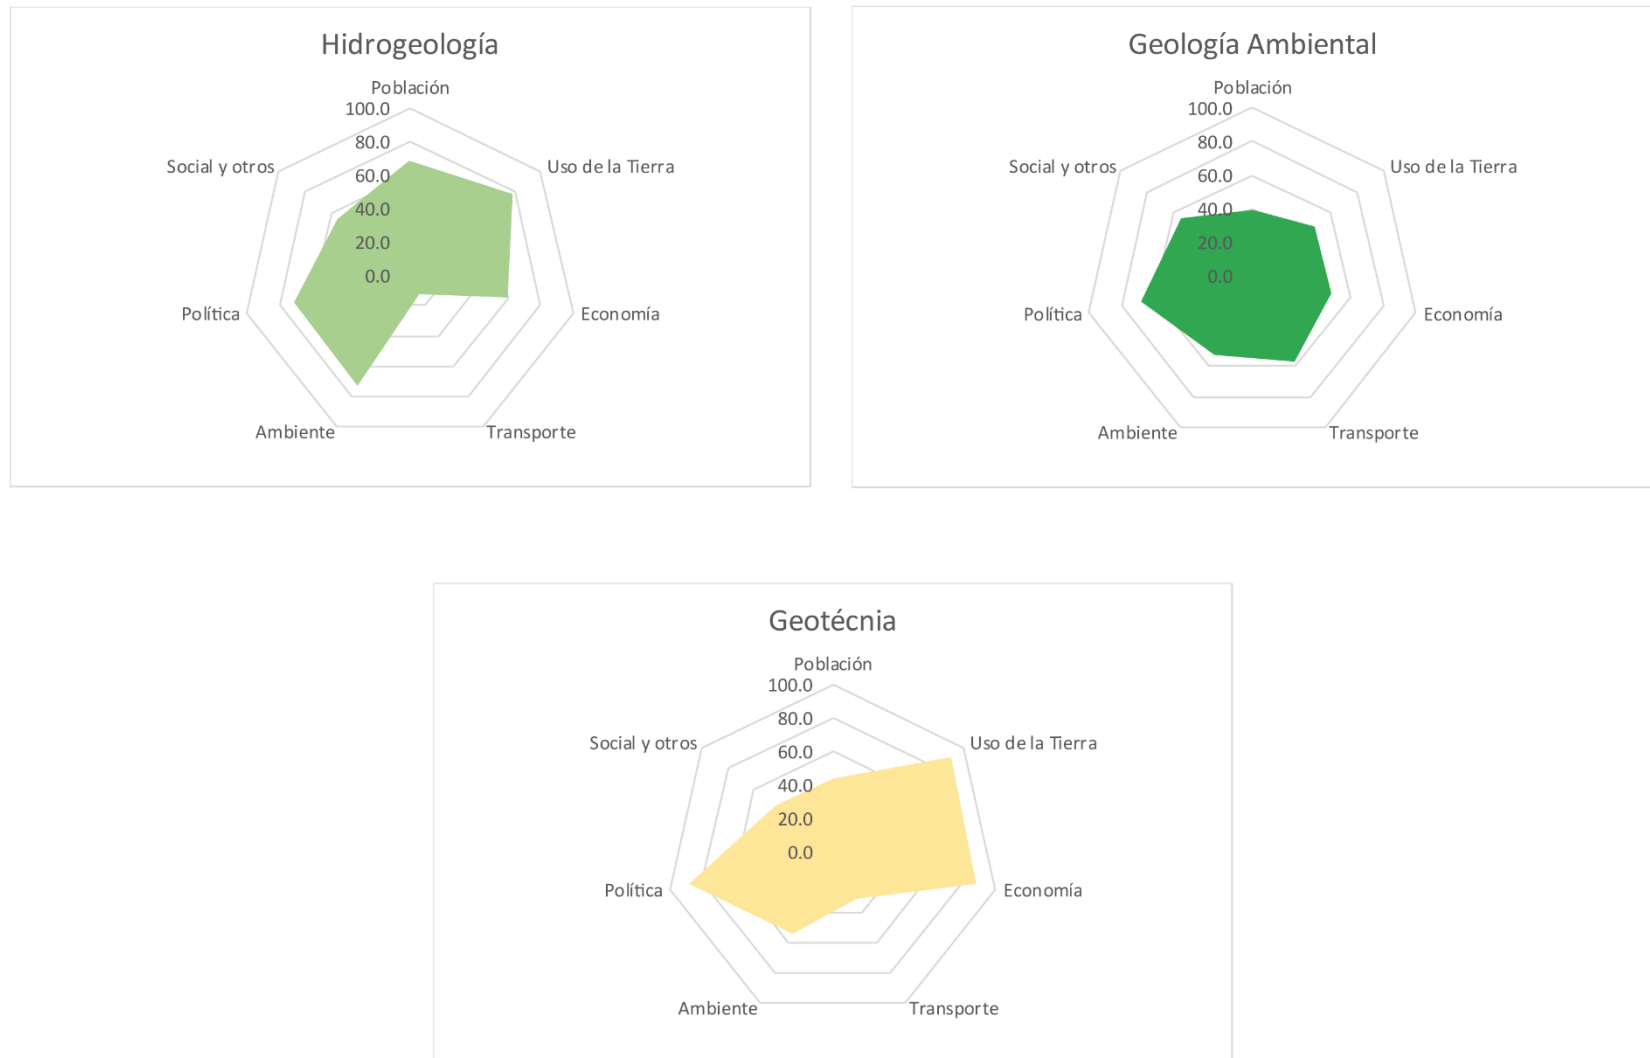 Hidrogeología
Población
100.0
80.0
60.0
40.0
20.0
0.0
Social y otros
Uso de la Tierra
Política
Economía
Ambiente
Transporte
Geología Ambiental
Población
100.0
80.0
60.0
40.0
20.0
0.0
Social y otros
Uso de la Tierra
Política
Economía
Ambiente
Transporte
Geotécnia
Población
100.0
80.0
60.0
40.0
20.0
0.0
Social y otros
Uso de la Tierra
Política
Economía
Ambiente
Transporte